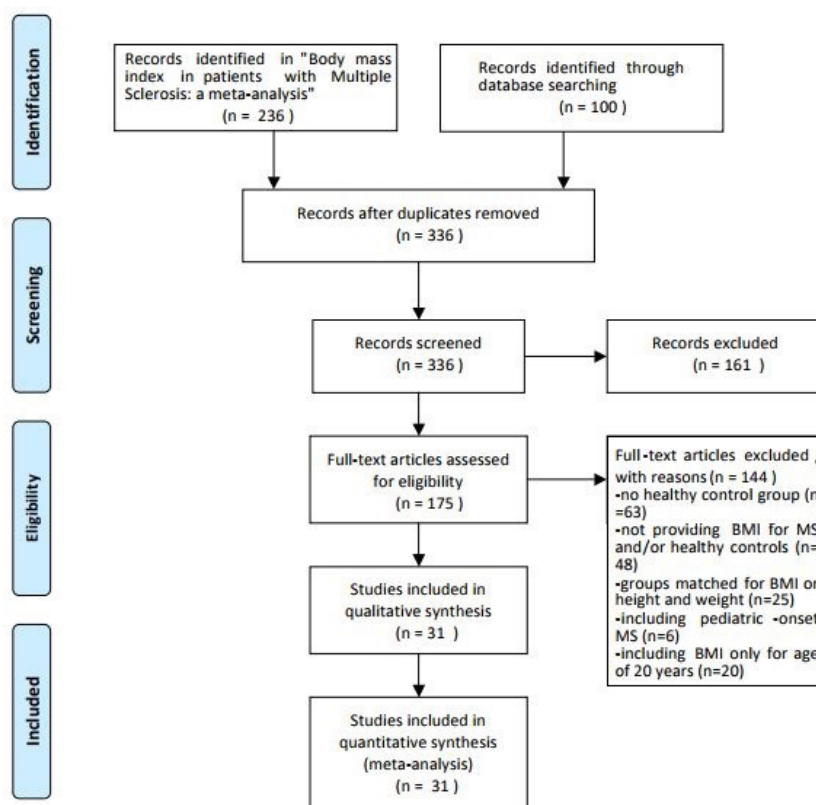 Identification
Records identified in "Body mass
index in patients with Multiple
Sclerosis: a meta-analysis"
(n = 236 )
Records identified through
database searching
(n = 100 )
Records after duplicates removed
(n = 336 )
Screening
Records screened
(n = 336 )
Records excluded
(n = 161 )
Eligibility
Full-text articles assessed
for eligibility
(n = 175 )
Full-text articles excluded ,
with reasons (n = 144 )
-no healthy control group (n
=63)
-not providing BMI for MS
and/or healthy controls (n=
48)
-groups matched for BMI or
height and weight (n=25)
-including pediatric -onset
MS (n=6)
-including BMI only for age
of 20 years (n=20)
Studies included in
qualitative synthesis
(n = 31 )
Included
Studies included in
quantitative synthesis
(meta-analysis)
(n = 31 )